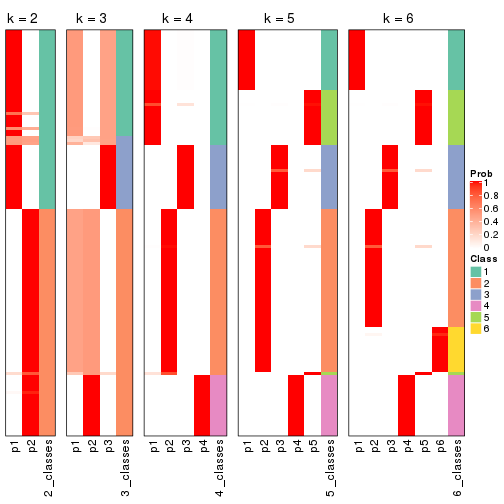 k = 2
k = 3
k = 4
k = 5
k = 6
Prob
1
0.8
0.6
0.4
0.2
0
Class
1
2
3
4
5
6
p1
p2
2_classes
p1
p2
p3
3_classes
p1
p2
p3
p4
4_classes
p1
p2
p3
p4
p5
5_classes
p1
p2
p3
p4
p5
p6
6_classes